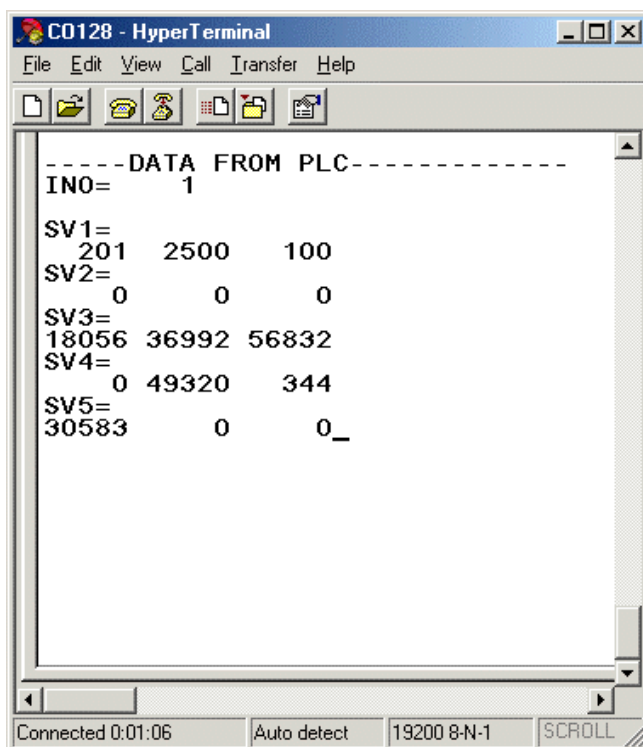 CO128 - HyperTerminal
File Edit View Call Transfer Help
-----DATA FROM PLC-------------
INO= 1
SV1=
201 2500 100
SV2=
0 0 0
SV3=
18056 36992 56832
SV4=
0 49320 344
SV5=
30583 0 0_
Connected 0:01:06 Auto detect 19200 8-N-1 SCROLL